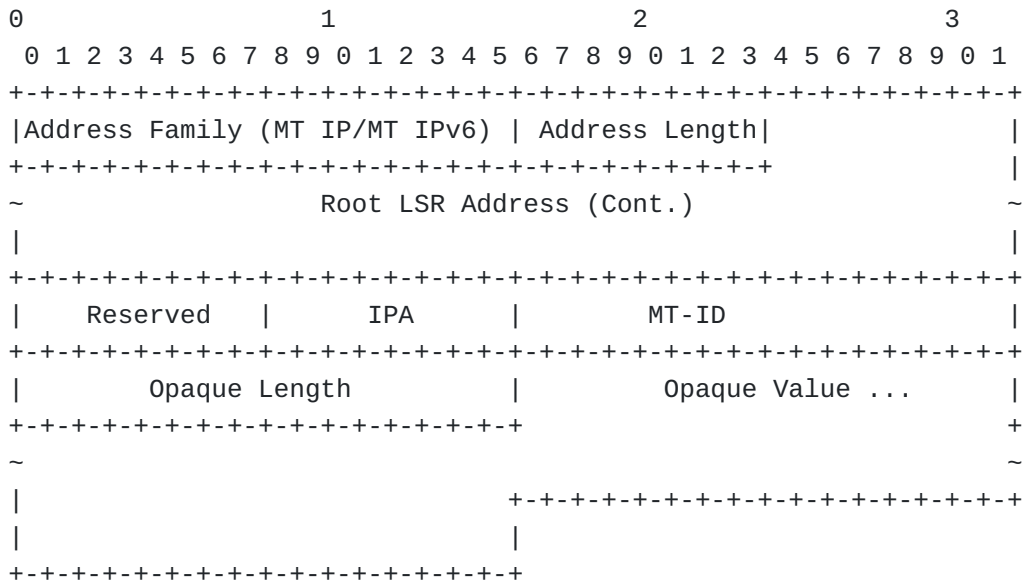 0                   1                   2                   3
 0 1 2 3 4 5 6 7 8 9 0 1 2 3 4 5 6 7 8 9 0 1 2 3 4 5 6 7 8 9 0 1
+-+-+-+-+-+-+-+-+-+-+-+-+-+-+-+-+-+-+-+-+-+-+-+-+-+-+-+-+-+-+-+-+
|Address Family (MT IP/MT IPv6) | Address Length|               |
+-+-+-+-+-+-+-+-+-+-+-+-+-+-+-+-+-+-+-+-+-+-+-+-+               |
~                   Root LSR Address (Cont.)                    ~
|                                                               |
+-+-+-+-+-+-+-+-+-+-+-+-+-+-+-+-+-+-+-+-+-+-+-+-+-+-+-+-+-+-+-+-+
|    Reserved   |      IPA      |        MT-ID                  |
+-+-+-+-+-+-+-+-+-+-+-+-+-+-+-+-+-+-+-+-+-+-+-+-+-+-+-+-+-+-+-+-+
|        Opaque Length          |         Opaque Value ...      |
+-+-+-+-+-+-+-+-+-+-+-+-+-+-+-+-+                               +
~                                                               ~
|                               +-+-+-+-+-+-+-+-+-+-+-+-+-+-+-+-+
|                               |
+-+-+-+-+-+-+-+-+-+-+-+-+-+-+-+-+